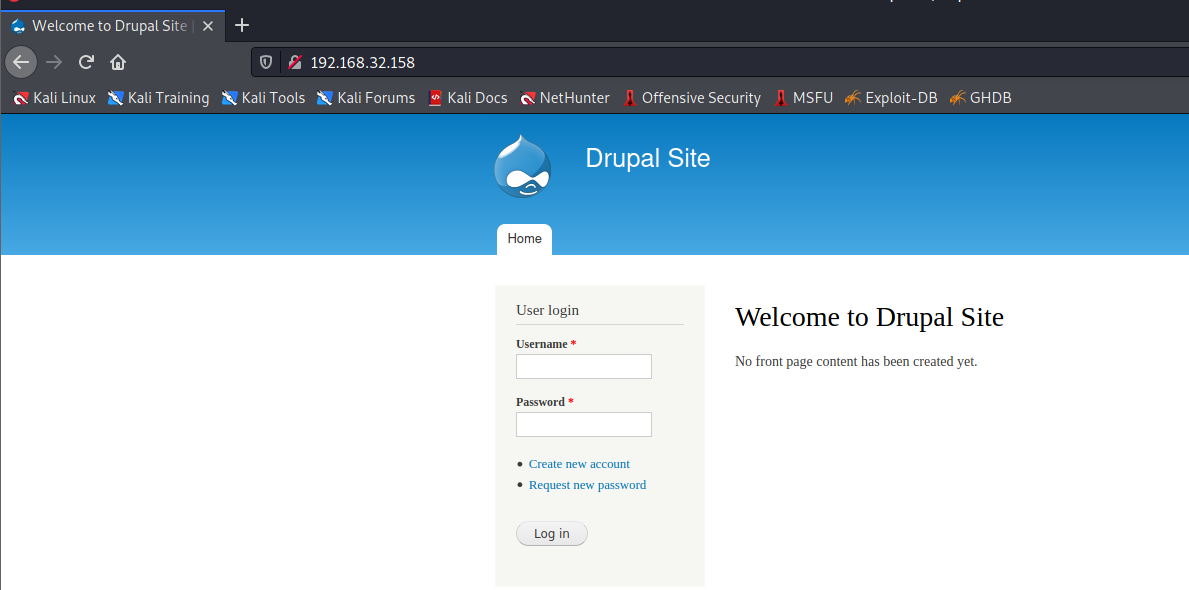 Welcome to Drupal Site |
192.168.32.158
Kali Linux Kali Training Kali Tools Kali Forums Kali Docs NetHunter Offensive Security MSFU Exploit-DB GHDB
Drupal Site
Home
User login
Username *
Password *
Create new account
Request new password
Log in
Welcome to Drupal Site
No front page content has been created yet.